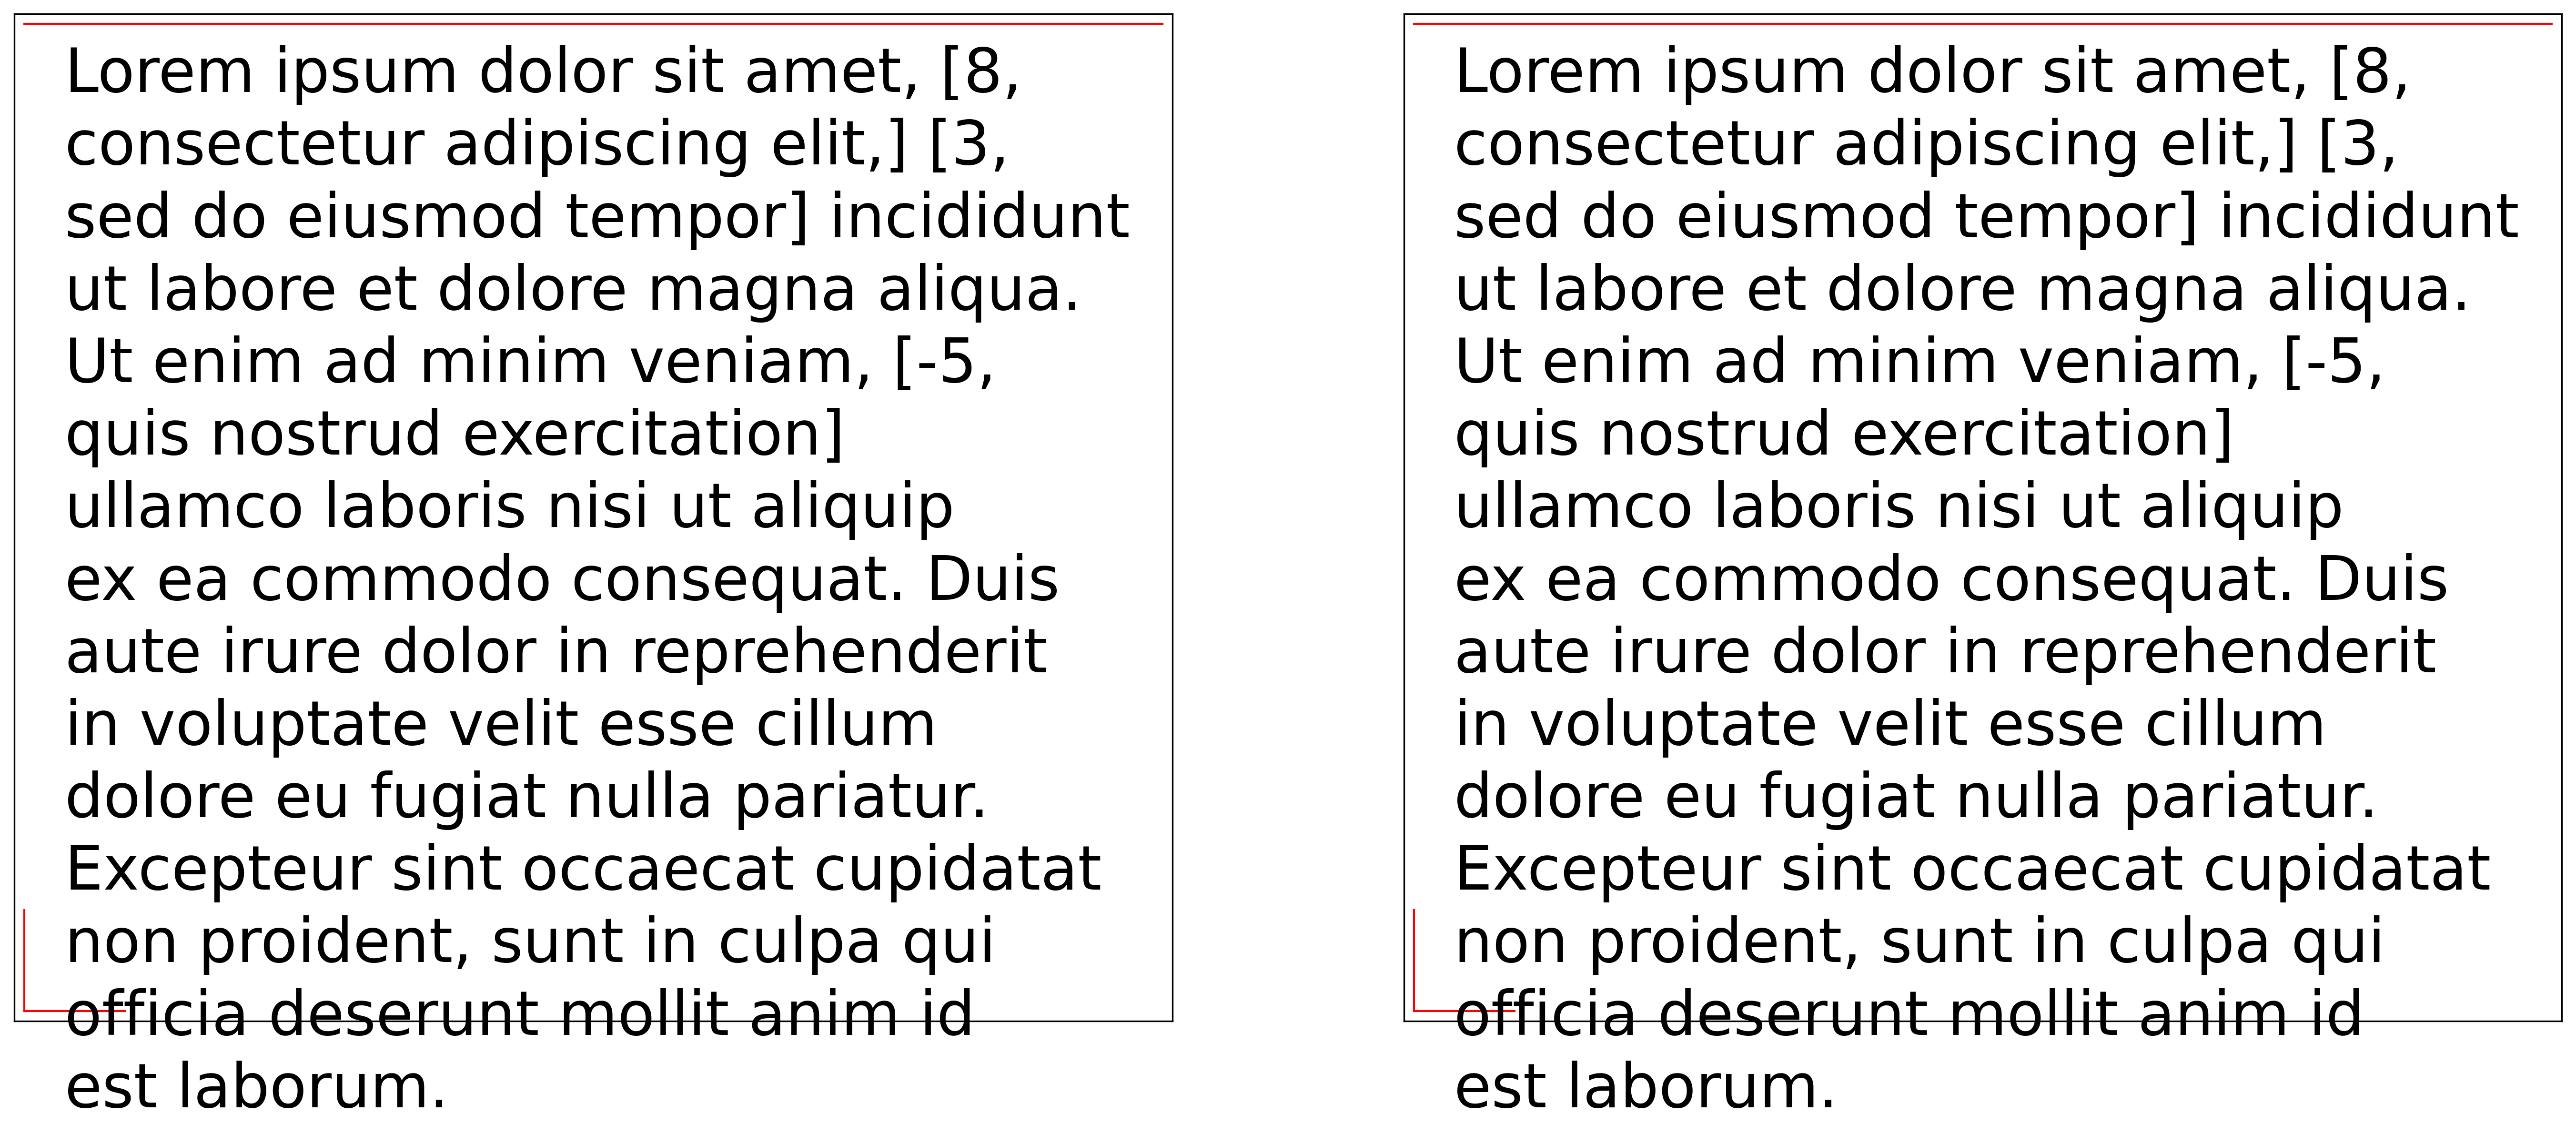 Lorem ipsum dolor sit amet, [8,
consectetur adipiscing elit,] [3,
sed do eiusmod tempor] incididunt
ut labore et dolore magna aliqua.
Ut enim ad minim veniam, [-5,
quis nostrud exercitation]
ullamco laboris nisi ut aliquip
ex ea commodo consequat. Duis
aute irure dolor in reprehenderit
in voluptate velit esse cillum
dolore eu fugiat nulla pariatur.
Excepteur sint occaecat cupidatat
non proident, sunt in culpa qui
officia deserunt mollit anim id
est laborum.
Lorem ipsum dolor sit amet, [8,
consectetur adipiscing elit,] [3,
sed do eiusmod tempor] incididunt
ut labore et dolore magna aliqua.
Ut enim ad minim veniam, [-5,
quis nostrud exercitation]
ullamco laboris nisi ut aliquip
ex ea commodo consequat. Duis
aute irure dolor in reprehenderit
in voluptate velit esse cillum
dolore eu fugiat nulla pariatur.
Excepteur sint occaecat cupidatat
non proident, sunt in culpa qui
officia deserunt mollit anim id
est laborum.